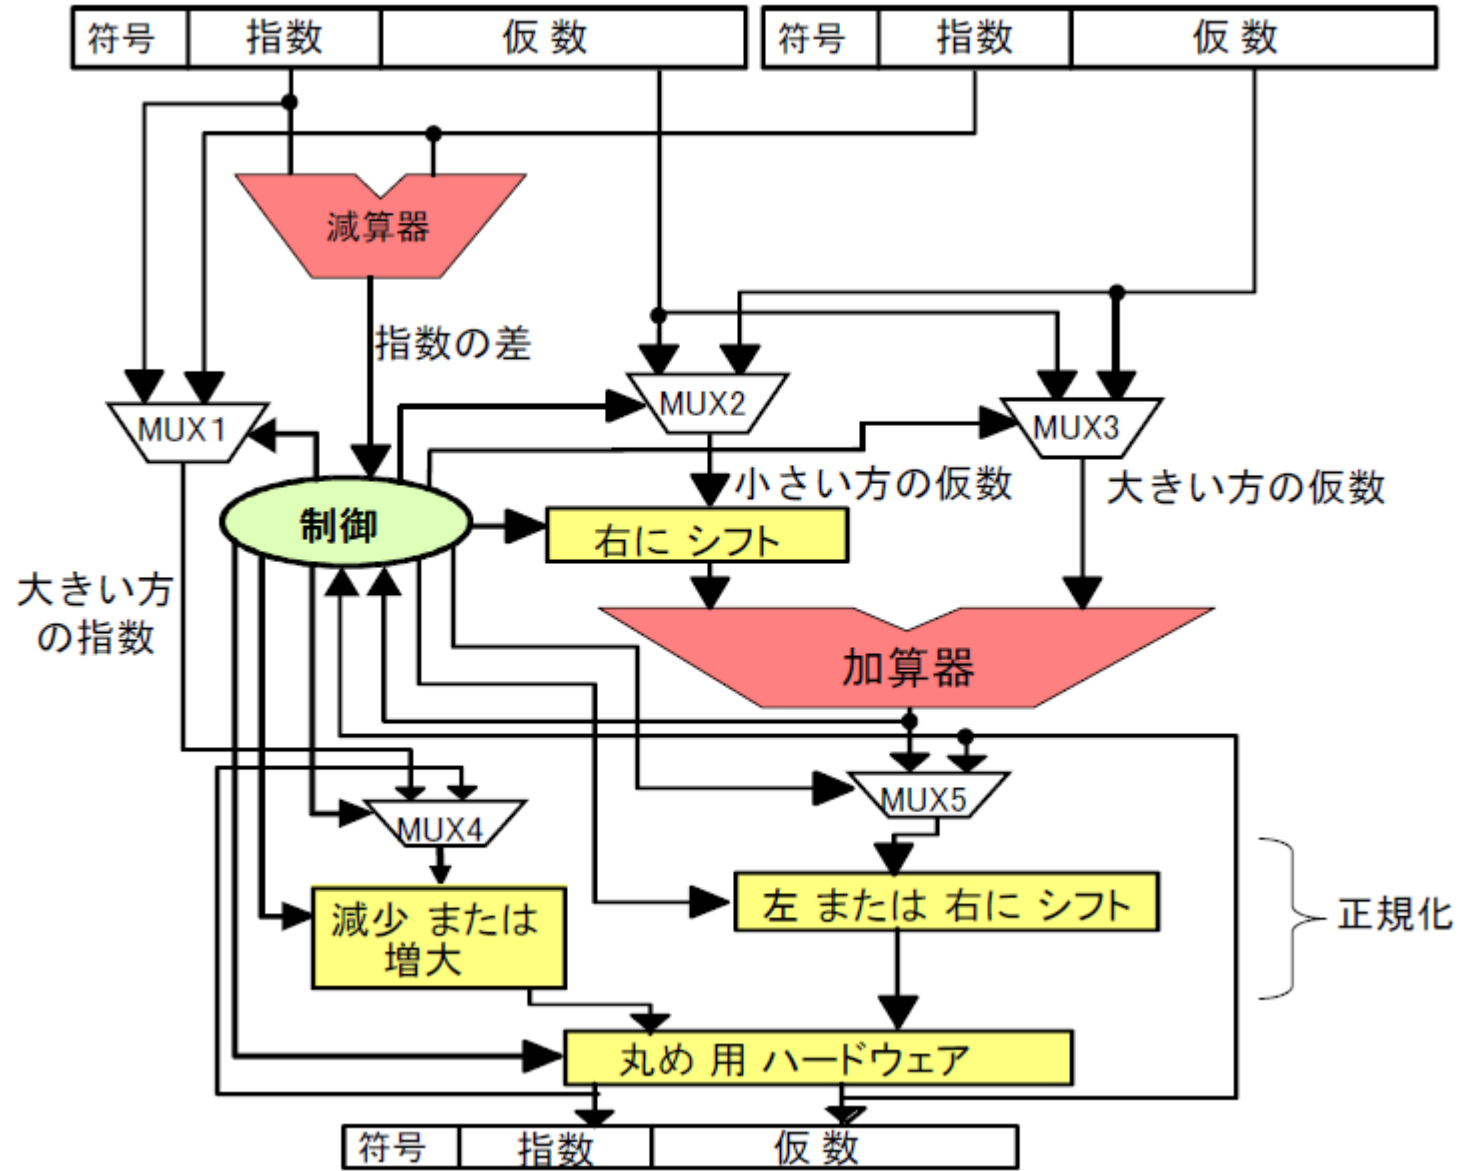 符号 指数 仮数 符号 指数 仮数
減算器
指数の差
MUX1
MUX2
MUX3
小さい方の仮数
大きい方の仮数
制御
右に シフト
大きい方
の指数
加算器
MUX4
MUX5
減少 または
増大
左 または 右に シフト
正規化
丸め 用 ハードウェア
符号 指数 仮数